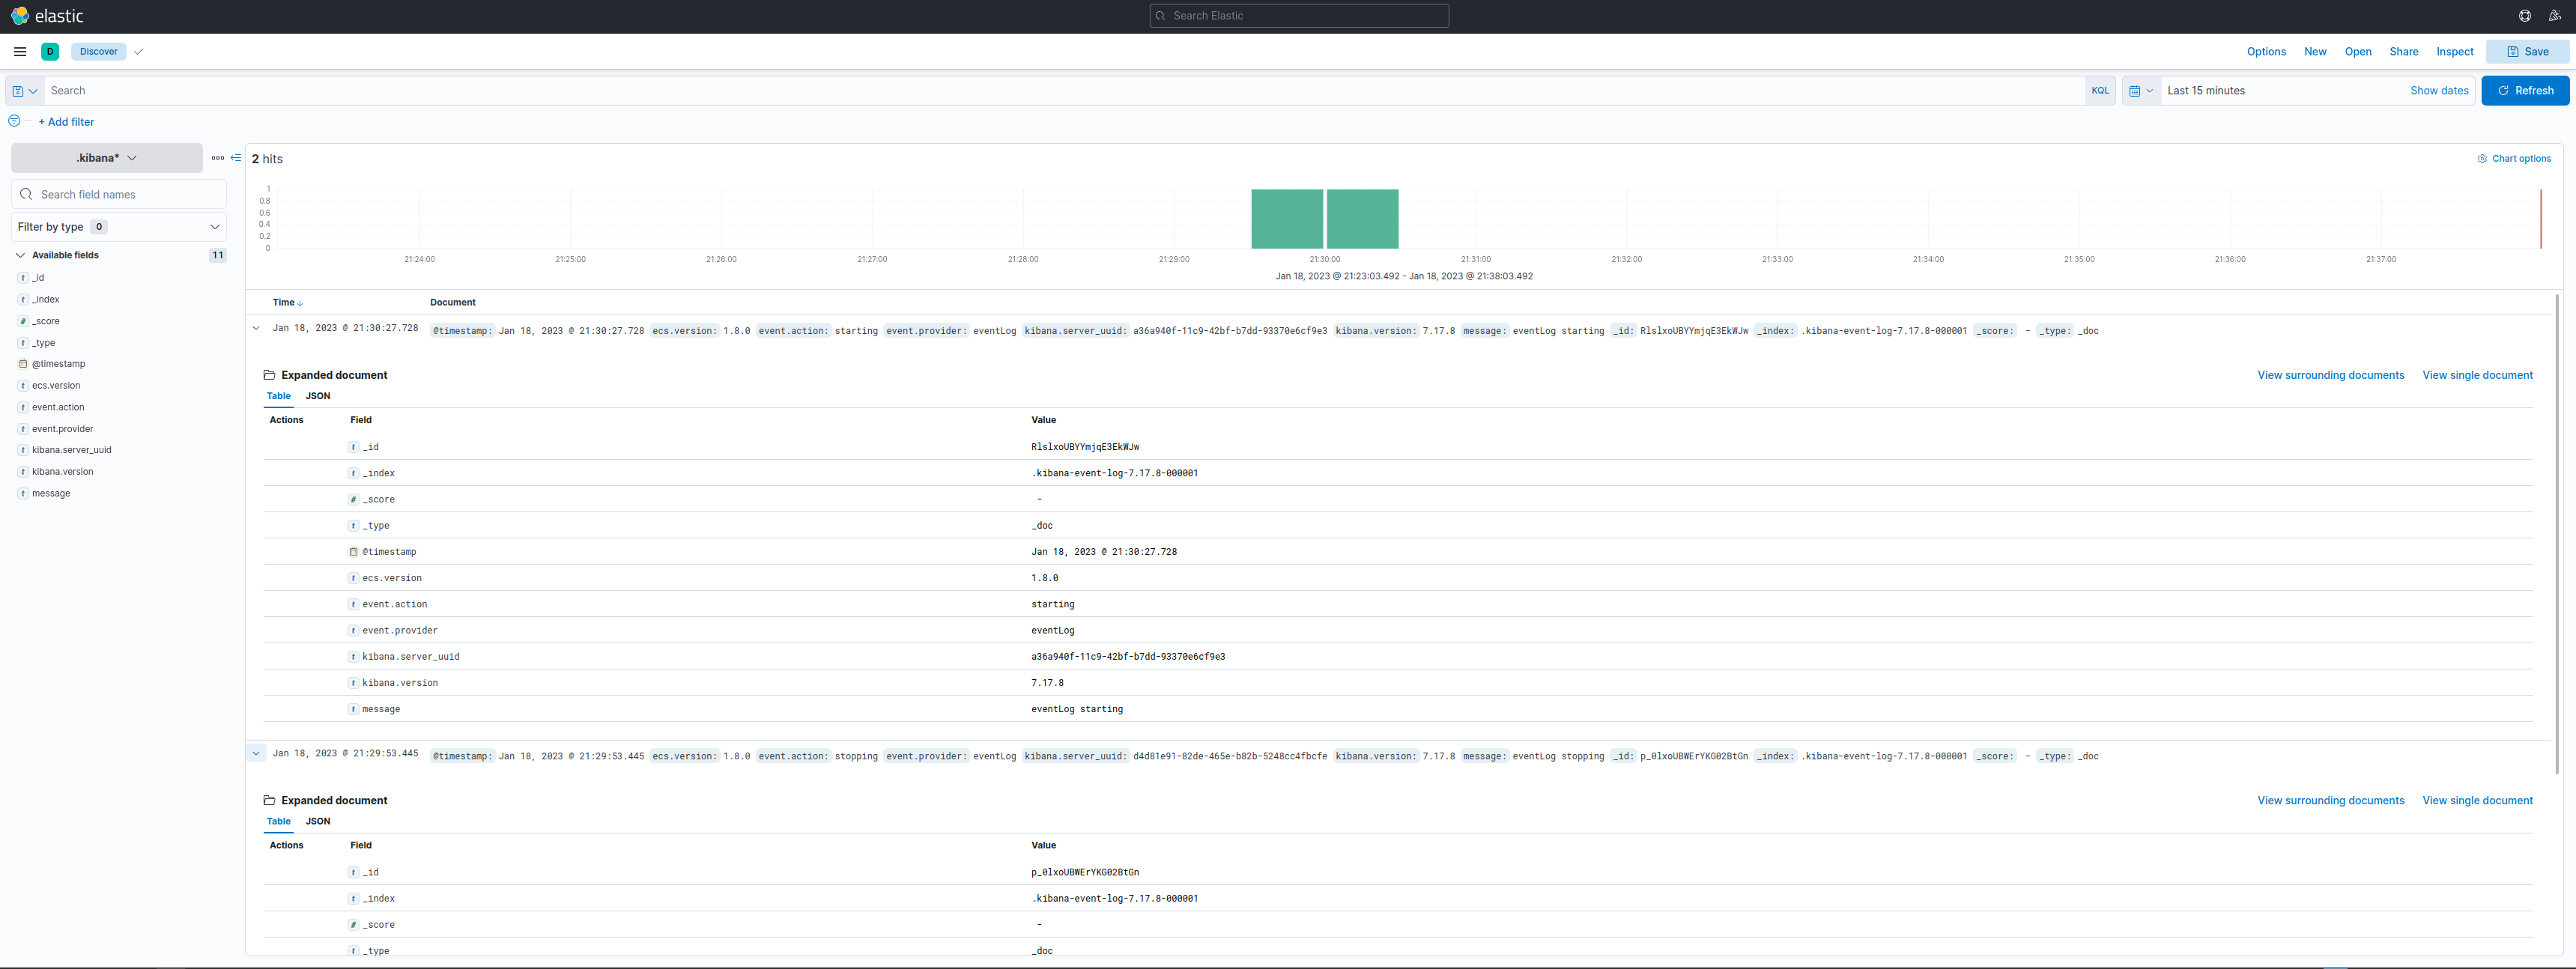 elastic
Search Elastic
D Discover
Options New Open Share Inspect Save
Search
KQL
Last 15 minutes
Show dates
Refresh
+ Add filter
.kibana*
Search field names
Filter by type 0
Available fields 11
t _id
t _index
# _score
t _type
@timestamp
t ecs.version
t event.action
t event.provider
t kibana.server_uuid
t kibana.version
t message
2 hits
Chart options
1
0.8
0.6
0.4
0.2
0
21:24:00 21:25:00 21:26:00 21:27:00 21:28:00 21:29:00 21:30:00 21:31:00 21:32:00 21:33:00 21:34:00 21:35:00 21:36:00 21:37:00
Jan 18, 2023 @ 21:23:03.492 - Jan 18, 2023 @ 21:38:03.492
Time Document
Jan 18, 2023 @ 21:30:27.728 @timestamp: Jan 18, 2023 @ 21:30:27.728 ecs.version: 1.8.0 event.action: starting event.provider: eventLog kibana.server_uuid: a36a940f-11c9-42bf-b7dd-93370e6cf9e3 kibana.version: 7.17.8 message: eventLog starting _id: RlslxoUBYYmjqE3EkWJw _index: .kibana-event-log-7.17.8-000001 _score: - _type: _doc
Expanded document
View surrounding documents View single document
Table JSON
Actions Field Value
t _id RlslxoUBYYmjqE3EkWJw
t _index .kibana-event-log-7.17.8-000001
# _score -
t _type _doc
@timestamp Jan 18, 2023 @ 21:30:27.728
t ecs.version 1.8.0
t event.action starting
t event.provider eventLog
t kibana.server_uuid a36a940f-11c9-42bf-b7dd-93370e6cf9e3
t kibana.version 7.17.8
t message eventLog starting
Jan 18, 2023 @ 21:29:53.445 @timestamp: Jan 18, 2023 @ 21:29:53.445 ecs.version: 1.8.0 event.action: stopping event.provider: eventLog kibana.server_uuid: d4d81e91-82de-465e-b82b-5248cc4fbcfe kibana.version: 7.17.8 message: eventLog stopping _id: p_0lxoUBWErYKG02BtGn _index: .kibana-event-log-7.17.8-000001 _score: - _type: _doc
Expanded document
View surrounding documents View single document
Table JSON
Actions Field Value
t _id p_0lxoUBWErYKG02BtGn
t _index .kibana-event-log-7.17.8-000001
# _score -
t _type _doc